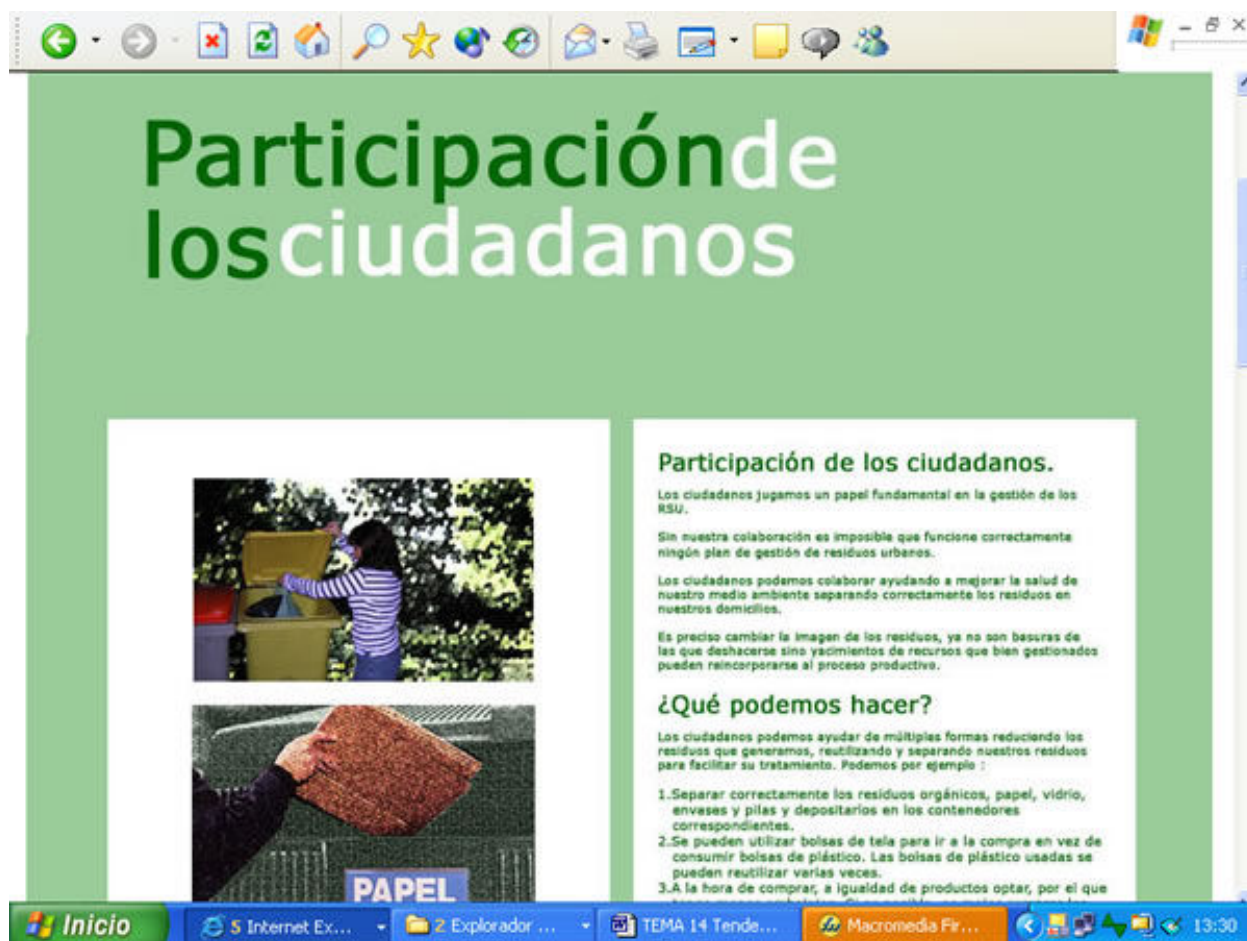 Participaciónde
losciudadanos
PAPEL
Participación de los ciudadanos.
Los ciudadanos jugamos un papel fundamental en la gestión de los
RSU.
Sin nuestra colaboración es imposible que funcione correctamente
ningún plan de gestión de residuos urbanos.
Los ciudadanos podemos colaborar ayudando a mejorar la salud de
nuestro medio ambiente separando correctamente los residuos en
nuestros domicilios.
Es preciso cambiar la imagen de los residuos, ya no son basuras de
las que deshacerse sino yacimientos de recursos que bien gestionados
pueden reincorporarse al proceso productivo.
¿Qué podemos hacer?
Los ciudadanos podemos ayudar de múltiples formas reduciendo los
residuos que generamos, reutilizando y separando nuestros residuos
para facilitar su tratamiento. Podemos por ejemplo :
1.Separar correctamente los residuos orgánicos, papel, vidrio,
envases y pilas y depositarlos en los contenedores
correspondientes.
2.Se pueden utilizar bolsas de tela para ir a la compra en vez de
consumir bolsas de plástico. Las bolsas de plástico usadas se
pueden reutilizar varias veces.
3.A la hora de comprar, a igualdad de productos optar, por el que
Inicio
5 Internet Ex...
2 Explorador ...
TEMA 14 Tende...
Macromedia Fir...
13:30